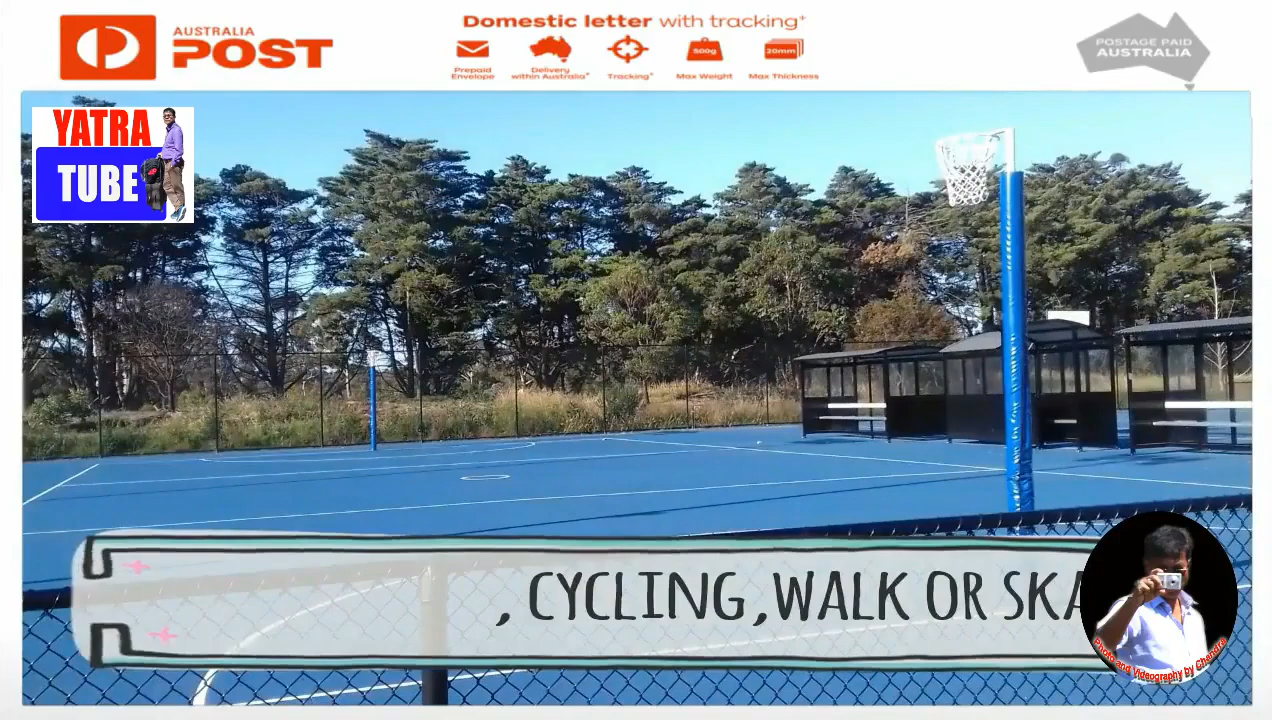 AUSTRALIA
POST
Domestic letter with tracking+
Prepaid
Envelope
Delivery
within Australia
Tracking+
500g
Max Weight
20mm
Max Thickness
POSTAGE PAID
AUSTRALIA
YATRA
TUBE
, CYCLING,WALK OR SKA
Photo and Videography by Chandra